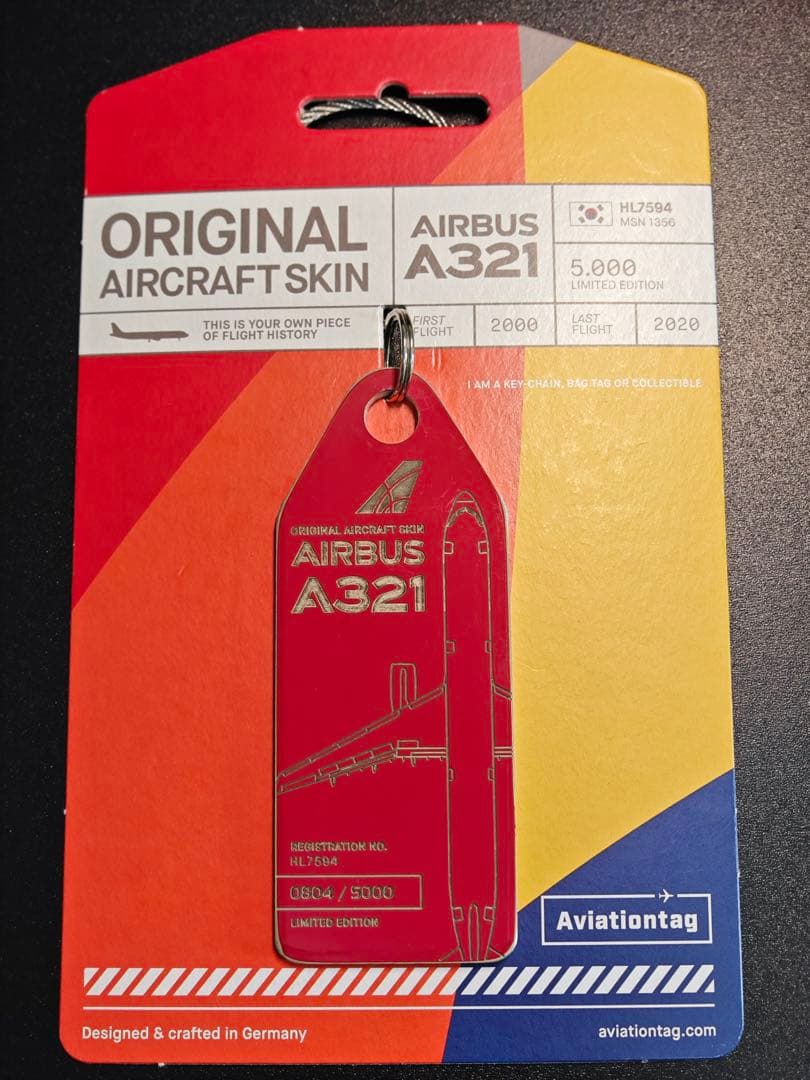 ORIGINAL
AIRCRAFT SKIN
AIRBUS
A321
HL7594
MSN 1356
5.000
LIMITED EDITION
THIS IS YOUR OWN PIECE
OF FLIGHT HISTORY
FIRST
FLIGHT
2000
LAST
FLIGHT
2020
I AM A KEY-CHAIN, BAG TAG OR COLLECTIBLE
ORIGINAL AIRCRAFT SKIN
AIRBUS
A321
REGISTRATION NO.
HL7594
0804 / 5000
LIMITED EDITION
Aviationtag
Designed & crafted in Germany
aviationtag.com